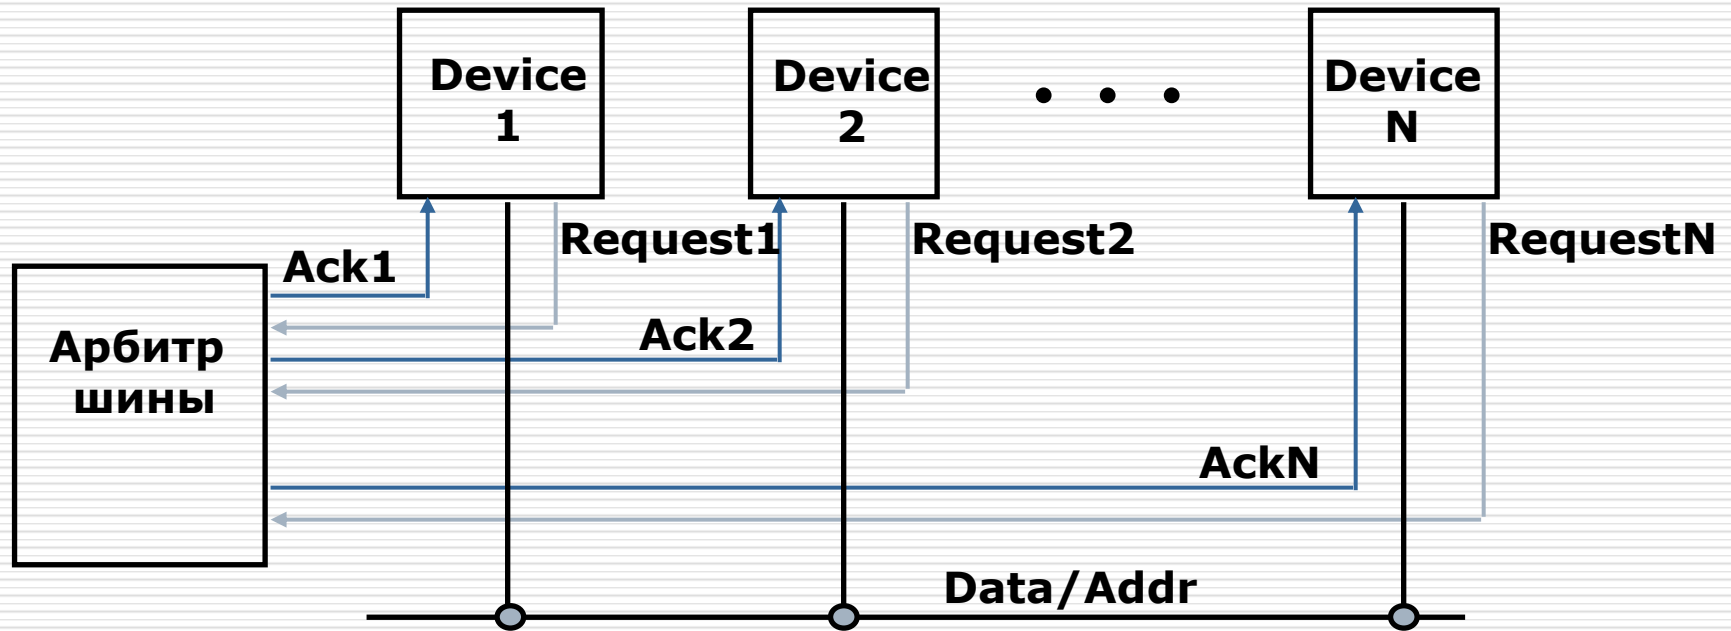 Device
1
Device
2
Device
N
Request1
Request2
RequestN
Ack1
Ack2
Арбитр
шины
AckN
Data/Addr